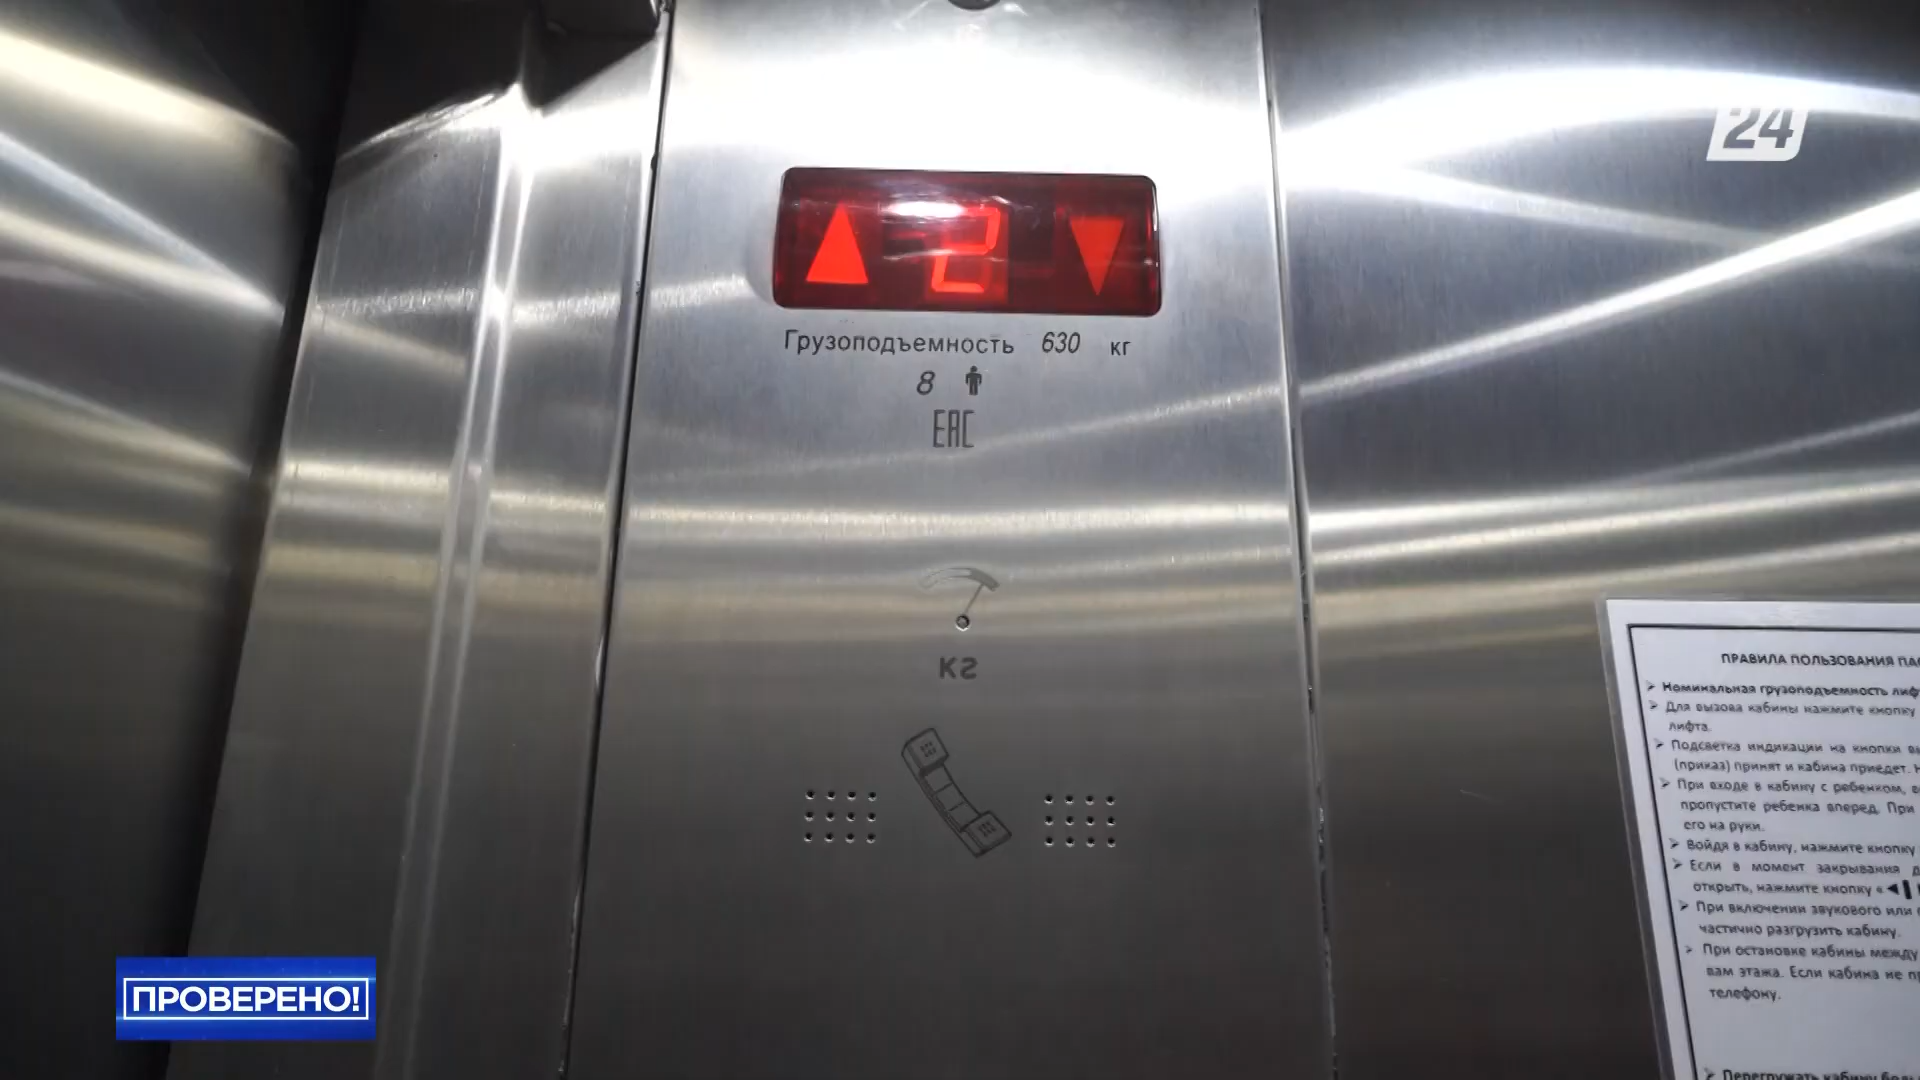 24
2
Грузоподъемность 630 кг
8
EAC
кг
ПРАВИЛА ПОЛЬЗОВАНИЯ
Номинальная грузоподъемность
Для вызова кабины нажмите кнопку
лифта.
Подсветка индикации на кнопки
(приказ) принят и кабина приедет.
При входе в кабину с ребенком,
пропустите ребенка вперед. При
его на руки.
Войдя в кабину, нажмите кнопку
Если в момент закрывания
открыть, нажмите кнопку «
При включении звукового или
частично разгрузить кабину.
При остановке кабины между
вам этажа. Если кабина не
телефону.
Перегружать кабину
ПРОВЕРЕНО!